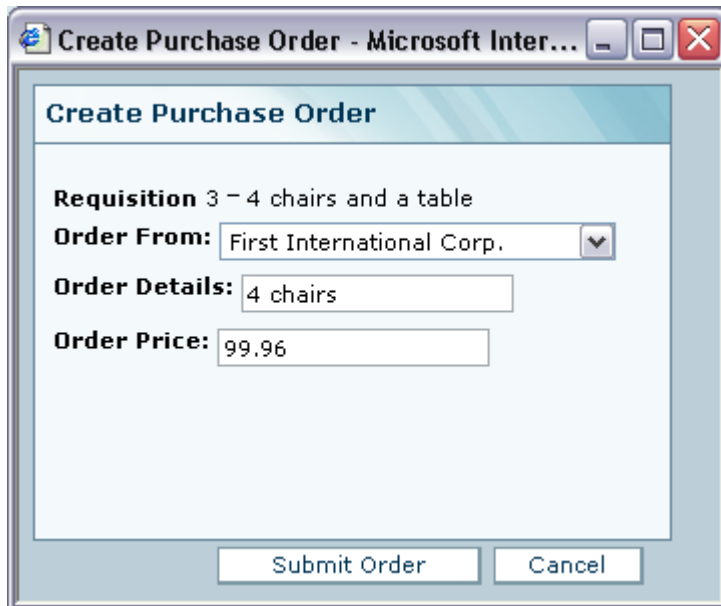 Create Purchase Order - Microsoft Inter...
Create Purchase Order
Requisition 3 – 4 chairs and a table
Order From: First International Corp.
Order Details: 4 chairs
Order Price: 99.96
Submit Order Cancel